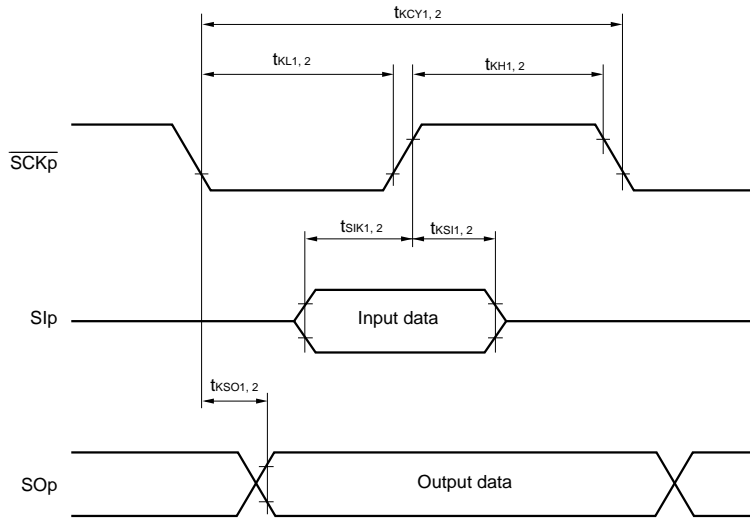 tKCY1, 2
tKL1, 2
tKH1, 2
SCKp
tSIK1, 2
tKSI1, 2
SIp
Input data
tKSO1, 2
SOp
Output data